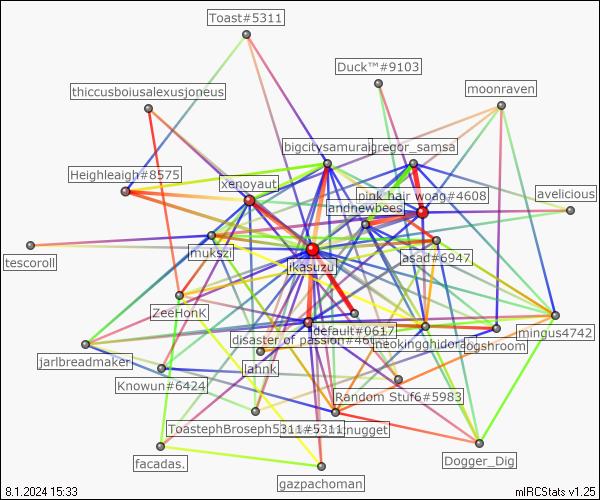 Toast#5311
Duck™#9103
moonraven
thiccusboiusalexusjoneus
bigcitysamurai
gregor_samsa
Heighleaigh#8575
xenoyaut
pink hair woag#4608
avelicious
andnewbees
mukszi
asad#6947
tescoroll
ikasuzu
ZeeHonK
default#0617
mingus4742
disaster of passion#46
neokingghidora
dogshroom
jarlbreadmaker
lahnk
Knowun#6424
Random Stuf6#5983
ToastephBroseph5311#5311
nugget
facadas.
Dogger_Dig
gazpachoman
8.1.2024 15:33
mIRCStats v1.25